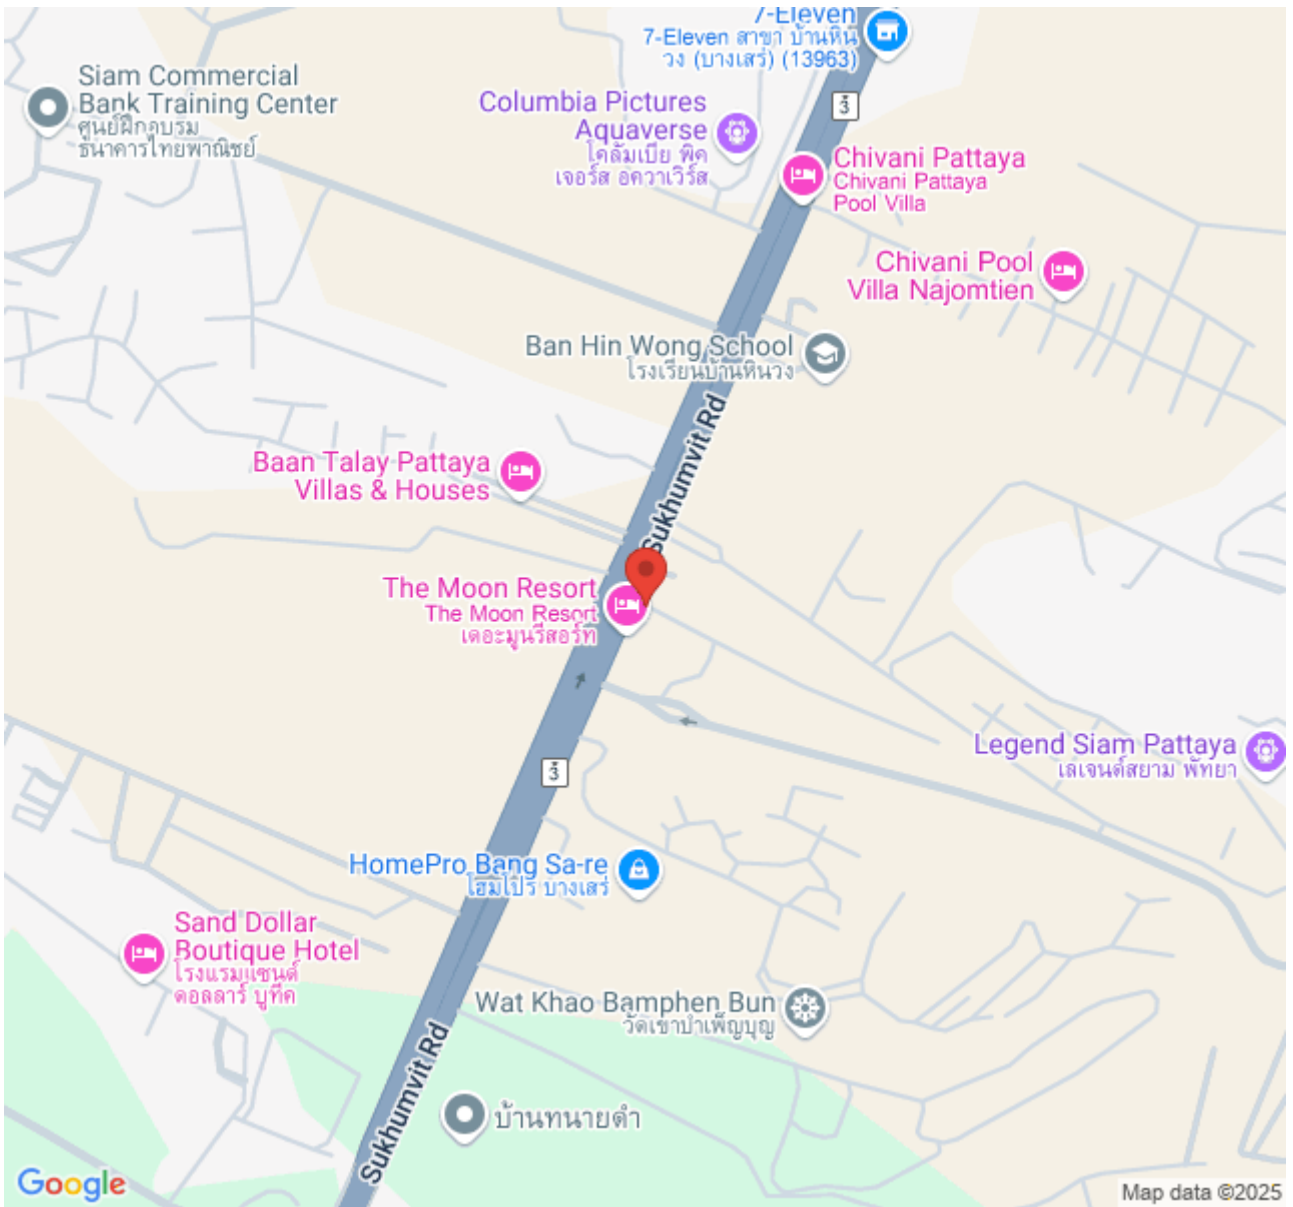 7-Eleven
7-Eleven สาขา บ้านหิน
วง (บางเสร่) (13963)
Siam Commercial
Bank Training Center
ศูนย์ฝึกอบรม
ธนาคารไทยพาณิชย์
3
Columbia Pictures
Aquaverse
โคลัมเบีย พิค
เจอร์ส อควาเวิร์ส
Chivani Pattaya
Chivani Pattaya
Pool Villa
Chivani Pool
Villa Najomtien
Ban Hin Wong School
โรงเรียนบ้านหินวง
Sukhumvit Rd
Baan Talay Pattaya
Villas & Houses
The Moon Resort
The Moon Resort
เดอะมูนรีสอร์ท
Legend Siam Pattaya
เลเจนด์สยาม พัทยา
3
HomePro Bang Sa-re
โฮมโปร บางเสร่
Sand Dollar
Boutique Hotel
โรงแรมแซนด์
ดอลลาร์ บูทีค
Wat Khao Bamphen Bun
วัดเขาบำเพ็ญบุญ
Sukhumvit Rd
บ้านทนายดำ
Google
Map data ©2025